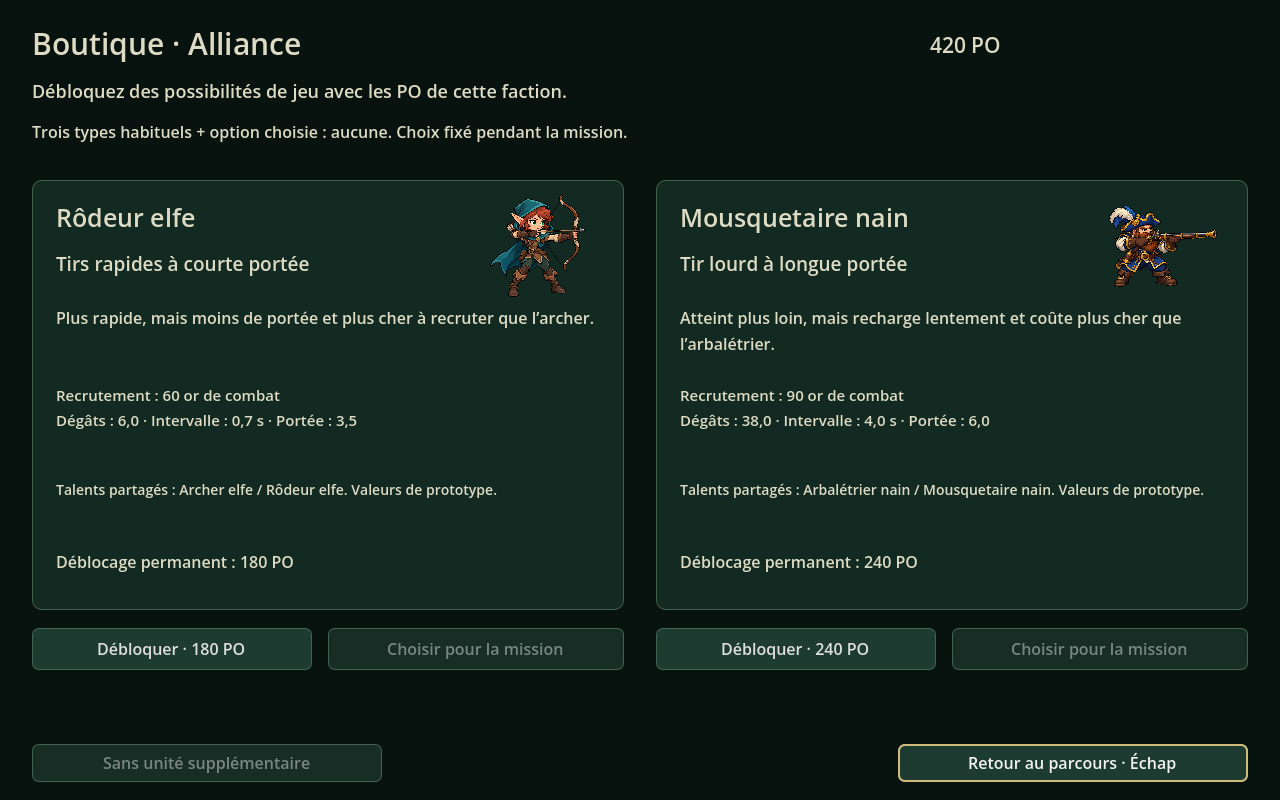 Boutique · Alliance
420 PO
Débloquez des possibilités de jeu avec les PO de cette faction.
Trois types habituels + option choisie : aucune. Choix fixé pendant la mission.
Rôdeur elfe
Tirs rapides à courte portée
Plus rapide, mais moins de portée et plus cher à recruter que l’archer.
Recrutement : 60 or de combat
Dégâts : 6,0 · Intervalle : 0,7 s · Portée : 3,5
Talents partagés : Archer elfe / Rôdeur elfe. Valeurs de prototype.
Déblocage permanent : 180 PO
Débloquer · 180 PO
Choisir pour la mission
Mousquetaire nain
Tir lourd à longue portée
Atteint plus loin, mais recharge lentement et coûte plus cher que
l’arbalétrier.
Recrutement : 90 or de combat
Dégâts : 38,0 · Intervalle : 4,0 s · Portée : 6,0
Talents partagés : Arbalétrier nain / Mousquetaire nain. Valeurs de prototype.
Déblocage permanent : 240 PO
Débloquer · 240 PO
Choisir pour la mission
Sans unité supplémentaire
Retour au parcours · Échap